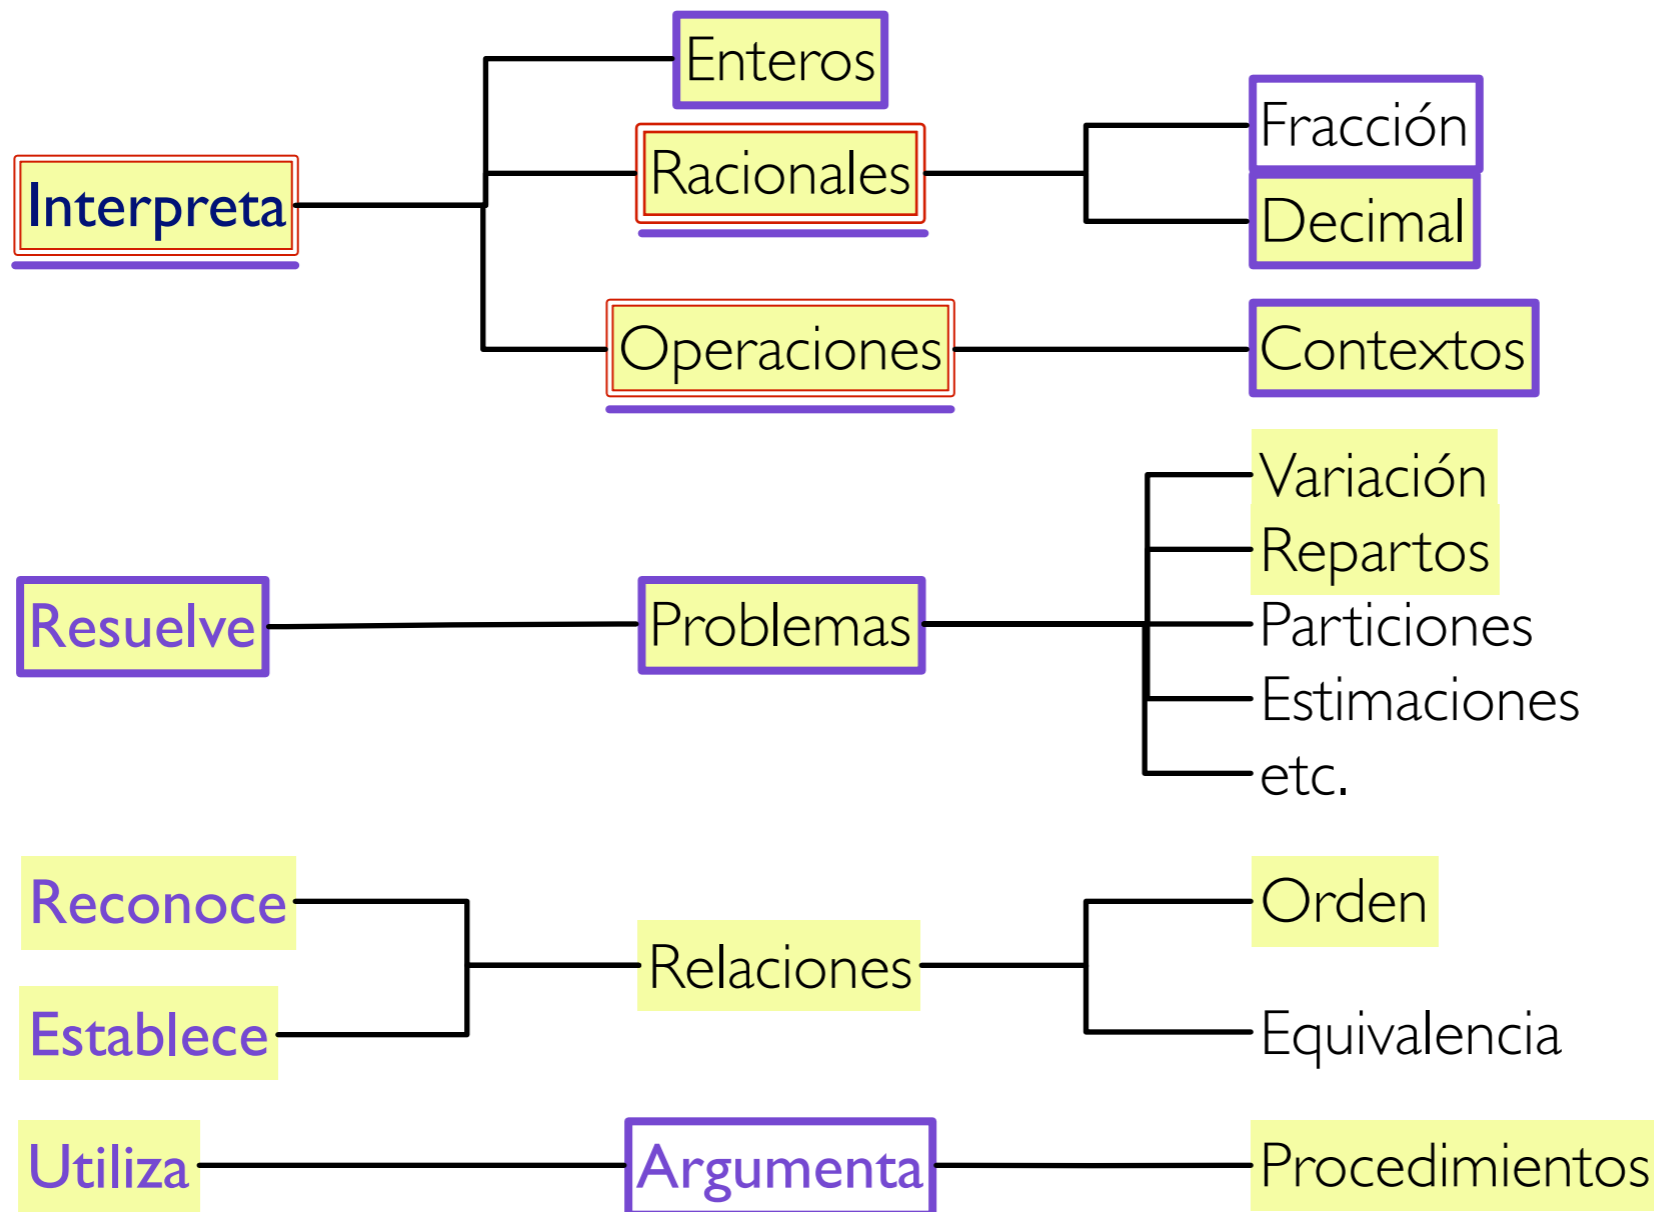 Enteros
Fracción
Racionales
Interpreta
Decimal
Operaciones
Contextos
Variación
Repartos
Resuelve
Problemas
Particiones
Estimaciones
etc.
Reconoce
Orden
Relaciones
Establece
Equivalencia
Utiliza
Argumenta
Procedimientos